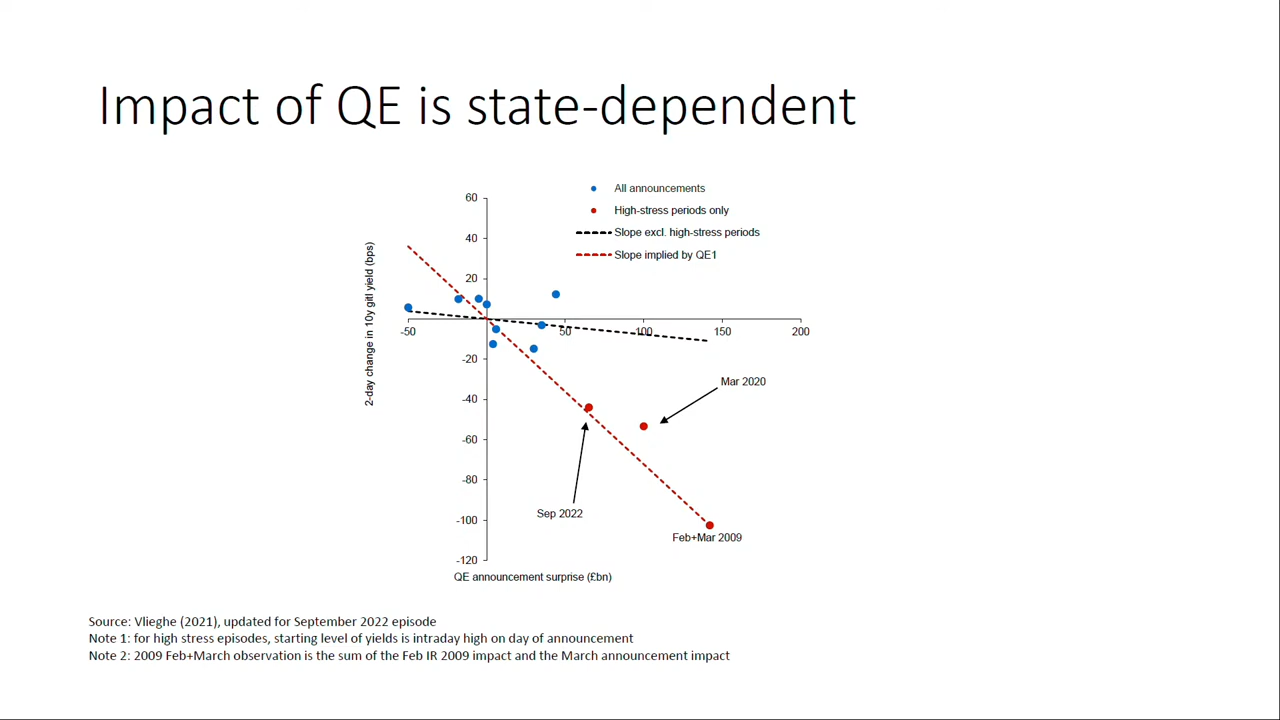 Impact of QE is state-dependent
All announcements
High-stress periods only
Slope excl. high-stress periods
Slope implied by QE1
2-day change in 10y gitl yield (bps)
60
40
20
-20
-40
-60
-80
-100
-120
-50
50
100
150
200
Mar 2020
Sep 2022
Feb+Mar 2009
QE announcement surprise (£bn)
Source: Vlieghe (2021), updated for September 2022 episode
Note 1: for high stress episodes, starting level of yields is intraday high on day of announcement
Note 2: 2009 Feb+March observation is the sum of the Feb IR 2009 impact and the March announcement impact